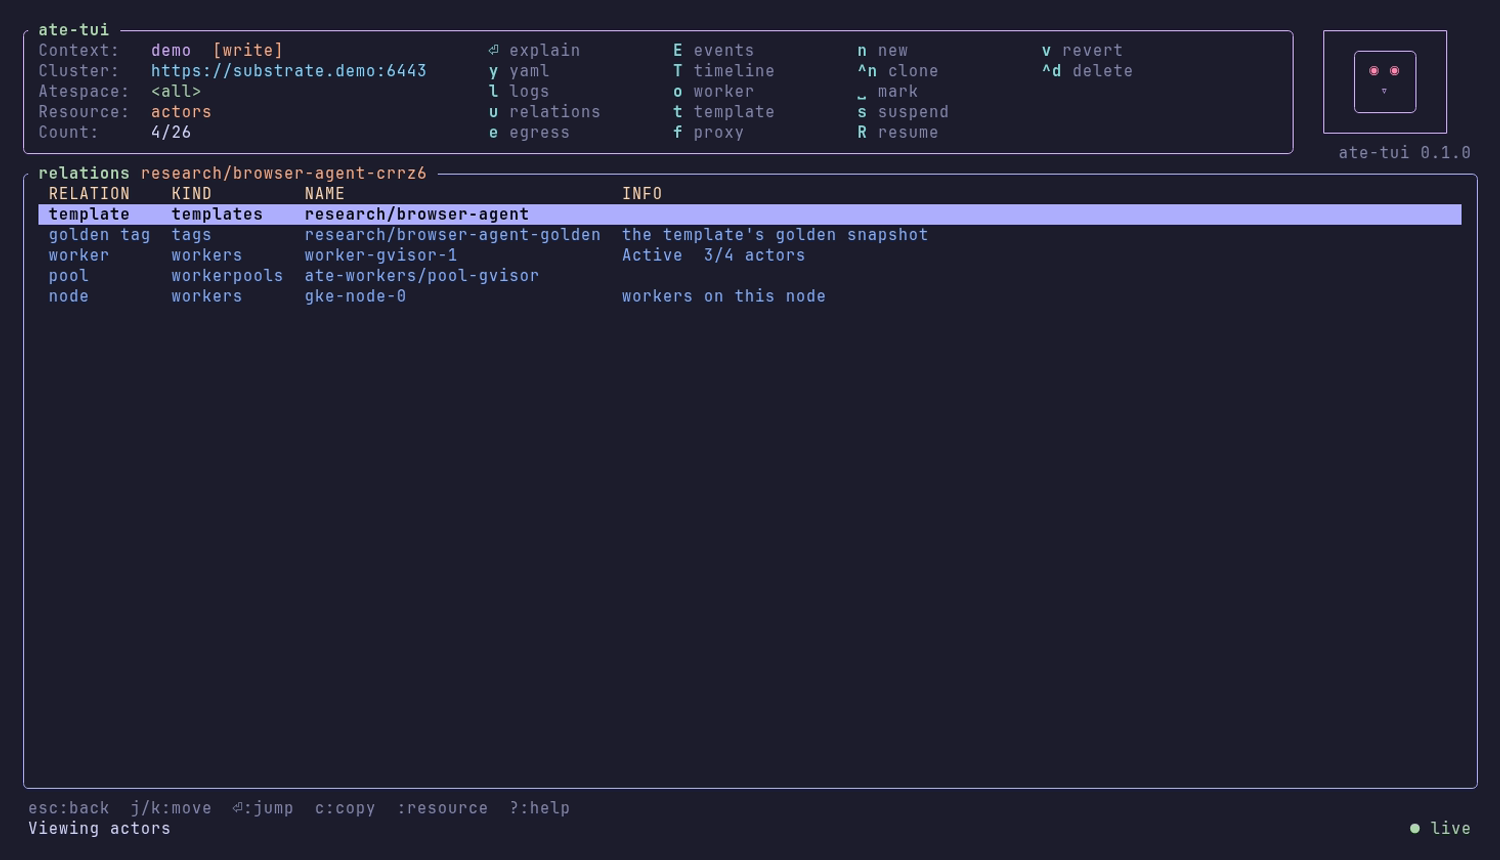 ate-tui
Context: demo [write] ⏎ explain E events n new v revert
Cluster: https://substrate.demo:6443 y yaml T timeline ^n clone ^d delete
Atespace: <all> l logs o worker ␣ mark
Resource: actors u relations t template s suspend
Count: 4/26 e egress f proxy R resume
ate-tui 0.1.0
relations research/browser-agent-crrz6
RELATION KIND NAME INFO
template templates research/browser-agent
golden tag tags research/browser-agent-golden the template's golden snapshot
worker workers worker-gvisor-1 Active 3/4 actors
pool workerpools ate-workers/pool-gvisor
node workers gke-node-0 workers on this node
esc:back j/k:move ⏎:jump c:copy :resource ?:help
Viewing actors ● live